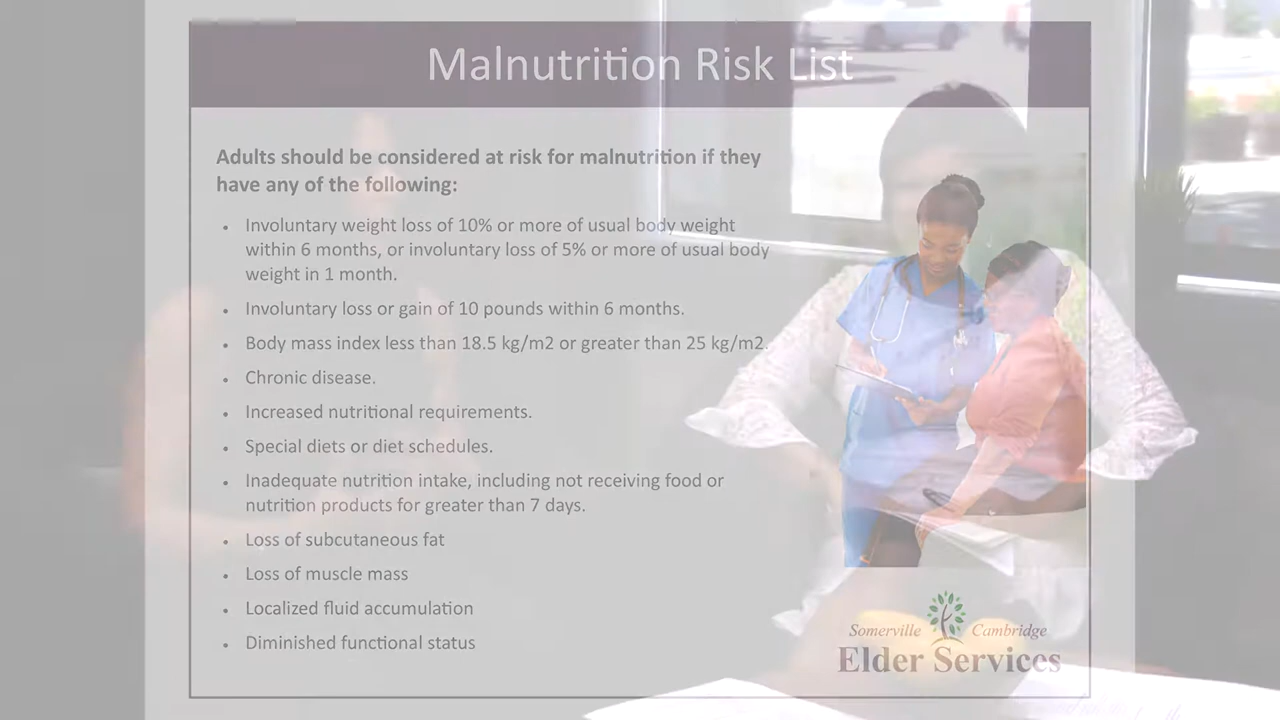 Malnutrition Risk List
Adults should be considered at risk for malnutrition if they
have any of the following:
• Involuntary weight loss of 10% or more of usual body weight
within 6 months, or involuntary loss of 5% or more of usual body
weight in 1 month.
• Involuntary loss or gain of 10 pounds within 6 months.
• Body mass index less than 18.5 kg/m2 or greater than 25 kg/m2.
• Chronic disease.
• Increased nutritional requirements.
• Special diets or diet schedules.
• Inadequate nutrition intake, including not receiving food or
nutrition products for greater than 7 days.
• Loss of subcutaneous fat
• Loss of muscle mass
• Localized fluid accumulation
• Diminished functional status
Somerville Cambridge
Elder Services